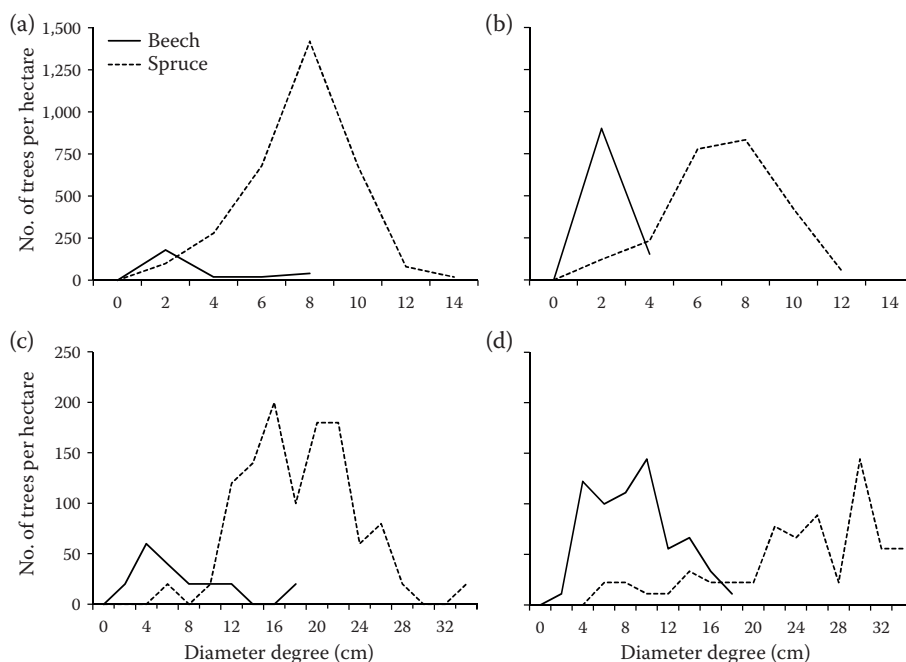 (a)
(b)
1,500
1,250
1,000
750
500
250
0
No. of trees per hectare
Beech
Spruce
0 2 4 6 8 10 12 14
0 2 4 6 8 10 12 14
(c)
(d)
250
200
150
100
50
0
No. of trees per hectare
0 4 8 12 16 20 24 28 32
0 4 8 12 16 20 24 28 32
Diameter degree (cm)
Diameter degree (cm)